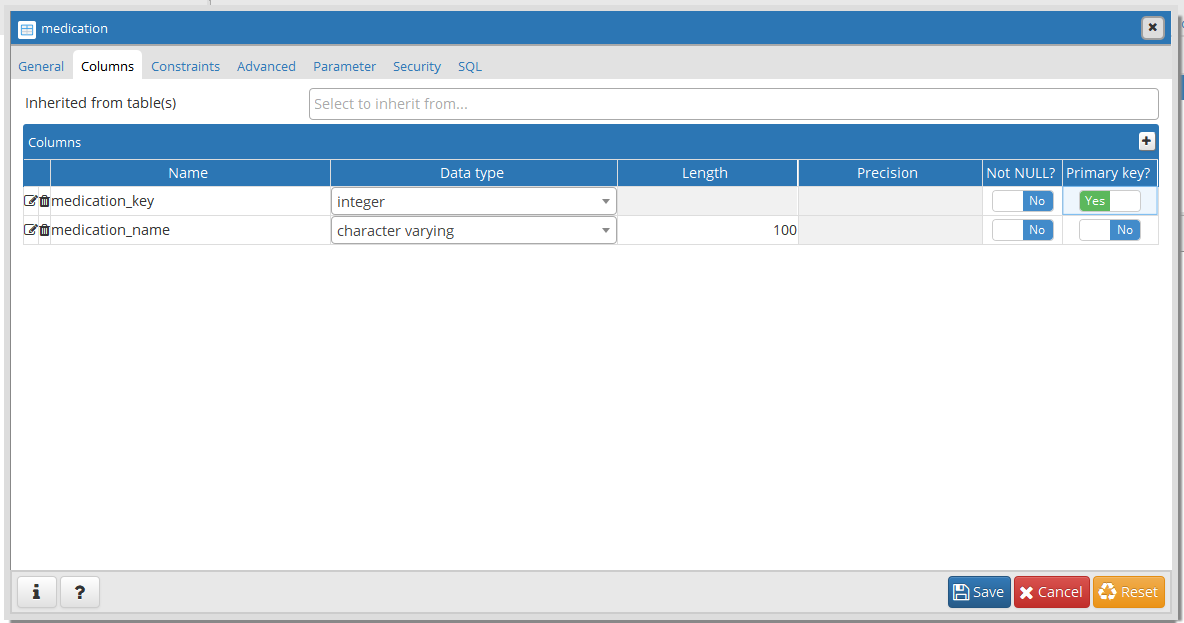 medication
General Columns Constraints Advanced Parameter Security SQL
Inherited from table(s) Select to inherit from...
Columns
Name Data type Length Precision Not NULL? Primary key?
medication_key integer No Yes
medication_name character varying 100 No No
i ? Save Cancel Reset